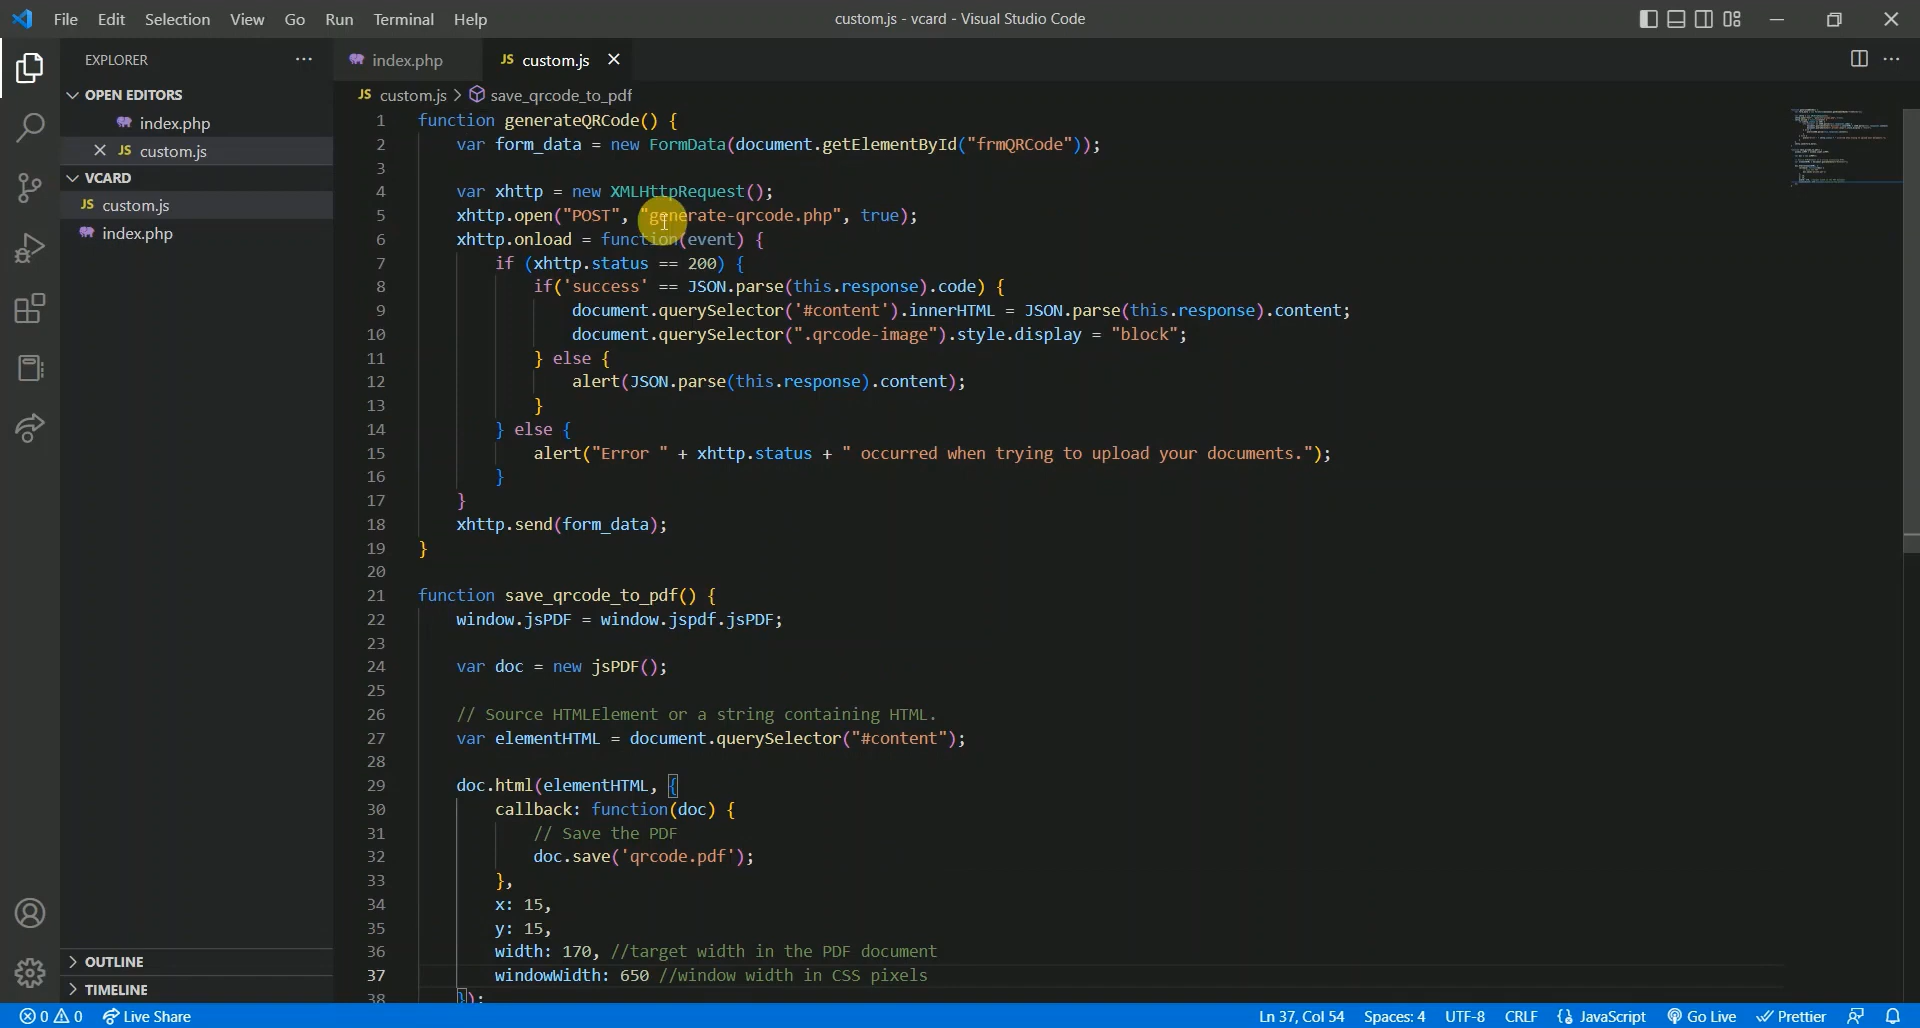 File Edit Selection View Go Run Terminal Help
custom.js - vcard - Visual Studio Code
EXPLORER
OPEN EDITORS
index.php
JS custom.js
VCARD
JS custom.js
index.php
OUTLINE
TIMELINE
index.php
JS custom.js
JS custom.js > save_qrcode_to_pdf
1 function generateQRCode() {
2 var form_data = new FormData(document.getElementById("frmQRCode"));
3
4 var xhttp = new XMLHttpRequest();
5 xhttp.open("POST", "generate-qrcode.php", true);
6 xhttp.onload = function(event) {
7 if (xhttp.status == 200) {
8 if('success' == JSON.parse(this.response).code) {
9 document.querySelector('#content').innerHTML = JSON.parse(this.response).content;
10 document.querySelector(".qrcode-image").style.display = "block";
11 } else {
12 alert(JSON.parse(this.response).content);
13 }
14 } else {
15 alert("Error " + xhttp.status + " occurred when trying to upload your documents.");
16 }
17 }
18 xhttp.send(form_data);
19 }
20
21 function save_qrcode_to_pdf() {
22 window.jsPDF = window.jspdf.jsPDF;
23
24 var doc = new jsPDF();
25
26 // Source HTMLElement or a string containing HTML.
27 var elementHTML = document.querySelector("#content");
28
29 doc.html(elementHTML, {
30 callback: function(doc) {
31 // Save the PDF
32 doc.save('qrcode.pdf');
33 },
34 x: 15,
35 y: 15,
36 width: 170, //target width in the PDF document
37 windowWidth: 650 //window width in CSS pixels
38 });
0 0 Live Share
Ln 37, Col 54 Spaces: 4 UTF-8 CRLF JavaScript Go Live Prettier